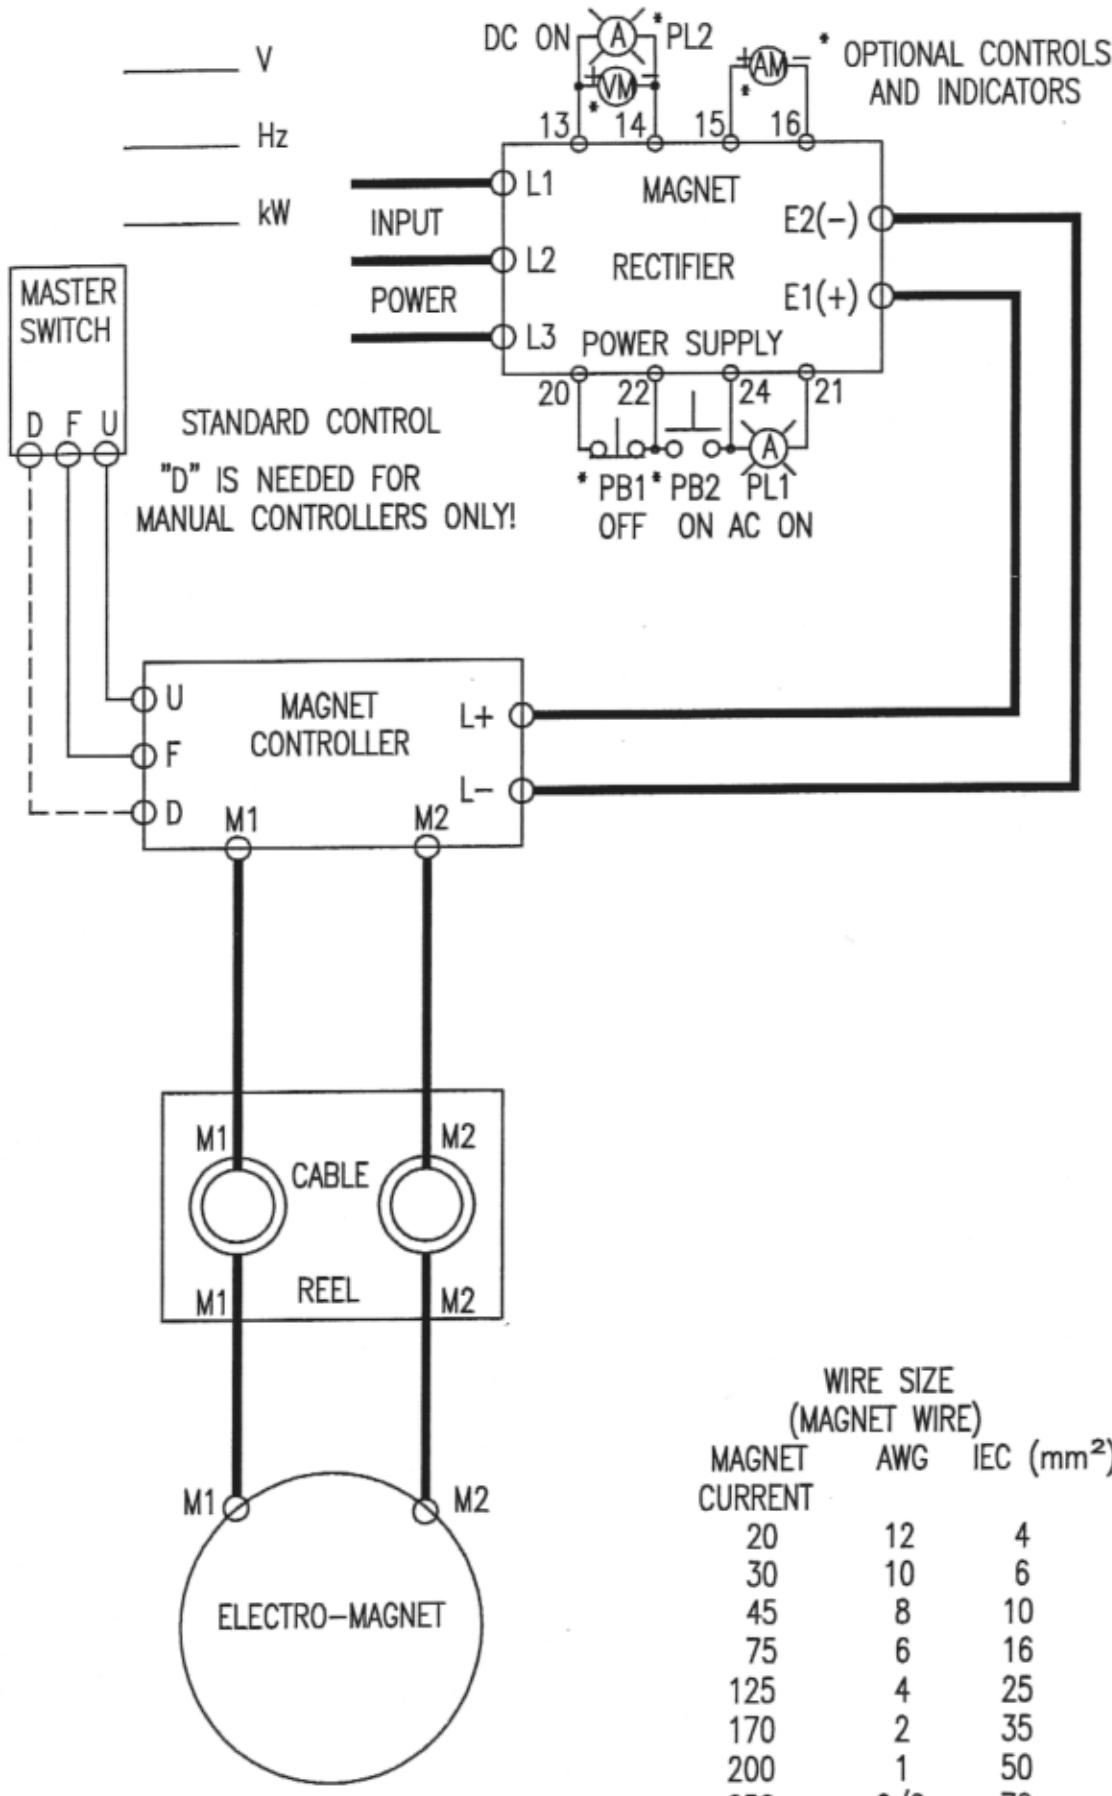 DC ON
A
* PL2
+ VM -
*
+ AM -
*
* OPTIONAL CONTROLS
AND INDICATORS
V
Hz
kW
13 14 15 16
L1
MAGNET
INPUT
E2(-)
L2
RECTIFIER
POWER
E1(+)
L3
POWER SUPPLY
20 22 24 21
A
* PB1 * PB2 PL1
OFF ON AC ON
MASTER
SWITCH
D F U
STANDARD CONTROL
"D" IS NEEDED FOR
MANUAL CONTROLLERS ONLY!
U
MAGNET
L+
CONTROLLER
F
L-
D
M1 M2
M1 M2
CABLE
REEL
M1 M2
M1 M2
ELECTRO-MAGNET
WIRE SIZE
(MAGNET WIRE)
MAGNET AWG IEC (mm²)
CURRENT
20 12 4
30 10 6
45 8 10
75 6 16
125 4 25
170 2 35
200 1 50